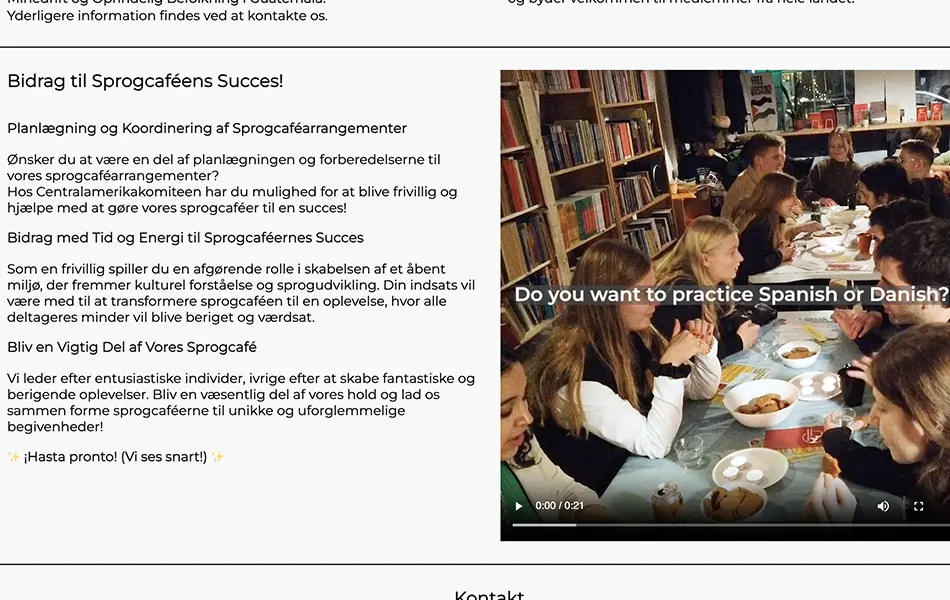 Yderligere information findes ved at kontakte os.
og byder velkommen til medlemmer fra hele landet.
Bidrag til Sprogcaféens Succes!
Planlægning og Koordinering af Sprogcaféarrangementer
Ønsker du at være en del af planlægningen og forberedelserne til
vores sprogcaféarrangementer?
Hos Centralamerikakomiteen har du mulighed for at blive frivillig og
hjælpe med at gøre vores sprogcaféer til en succes!
Bidrag med Tid og Energi til Sprogcaféernes Succes
Som en frivillig spiller du en afgørende rolle i skabelsen af et åbent
miljø, der fremmer kulturel forståelse og sprogudvikling. Din indsats vil
være med til at transformere sprogcaféen til en oplevelse, hvor alle
deltageres minder vil blive beriget og værdsat.
Bliv en Vigtig Del af Vores Sprogcafé
Vi leder efter entusiastiske individer, ivrige efter at skabe fantastiske og
berigende oplevelser. Bliv en væsentlig del af vores hold og lad os
sammen forme sprogcaféerne til unikke og uforglemmelige
begivenheder!
✨ ¡Hasta pronto! (Vi ses snart!) ✨
FREE
Do you want to practice Spanish or Danish?
0:00 / 0:21
Kontakt